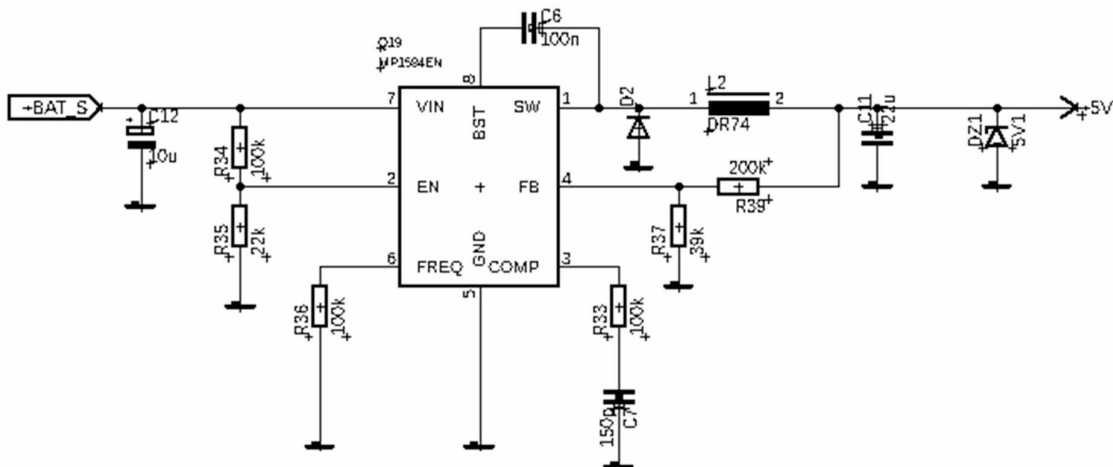 C6
100n
Q19
MP1584EN
+BAT_S
C12
10u
R34
100k
R35
22k
7
VIN
8
BST
SW
1
2
EN
FB
4
6
FREQ
GND
COMP
3
5
R36
100k
D2
1
L2
2
DR74
200k
R39
R37
39k
R33
100k
150p
C7
C11
22u
DZ1
5V1
+5V